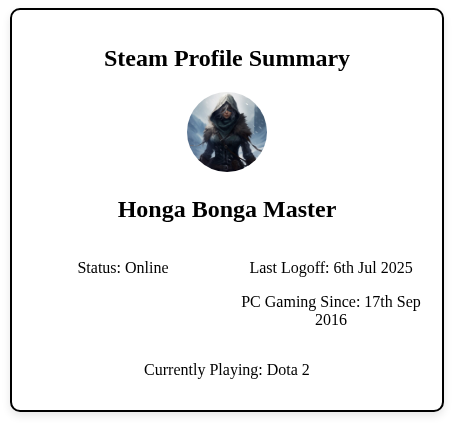 Steam Profile Summary
Honga Bonga Master
Status: Online
Last Logoff: 6th Jul 2025
PC Gaming Since: 17th Sep
2016
Currently Playing: Dota 2